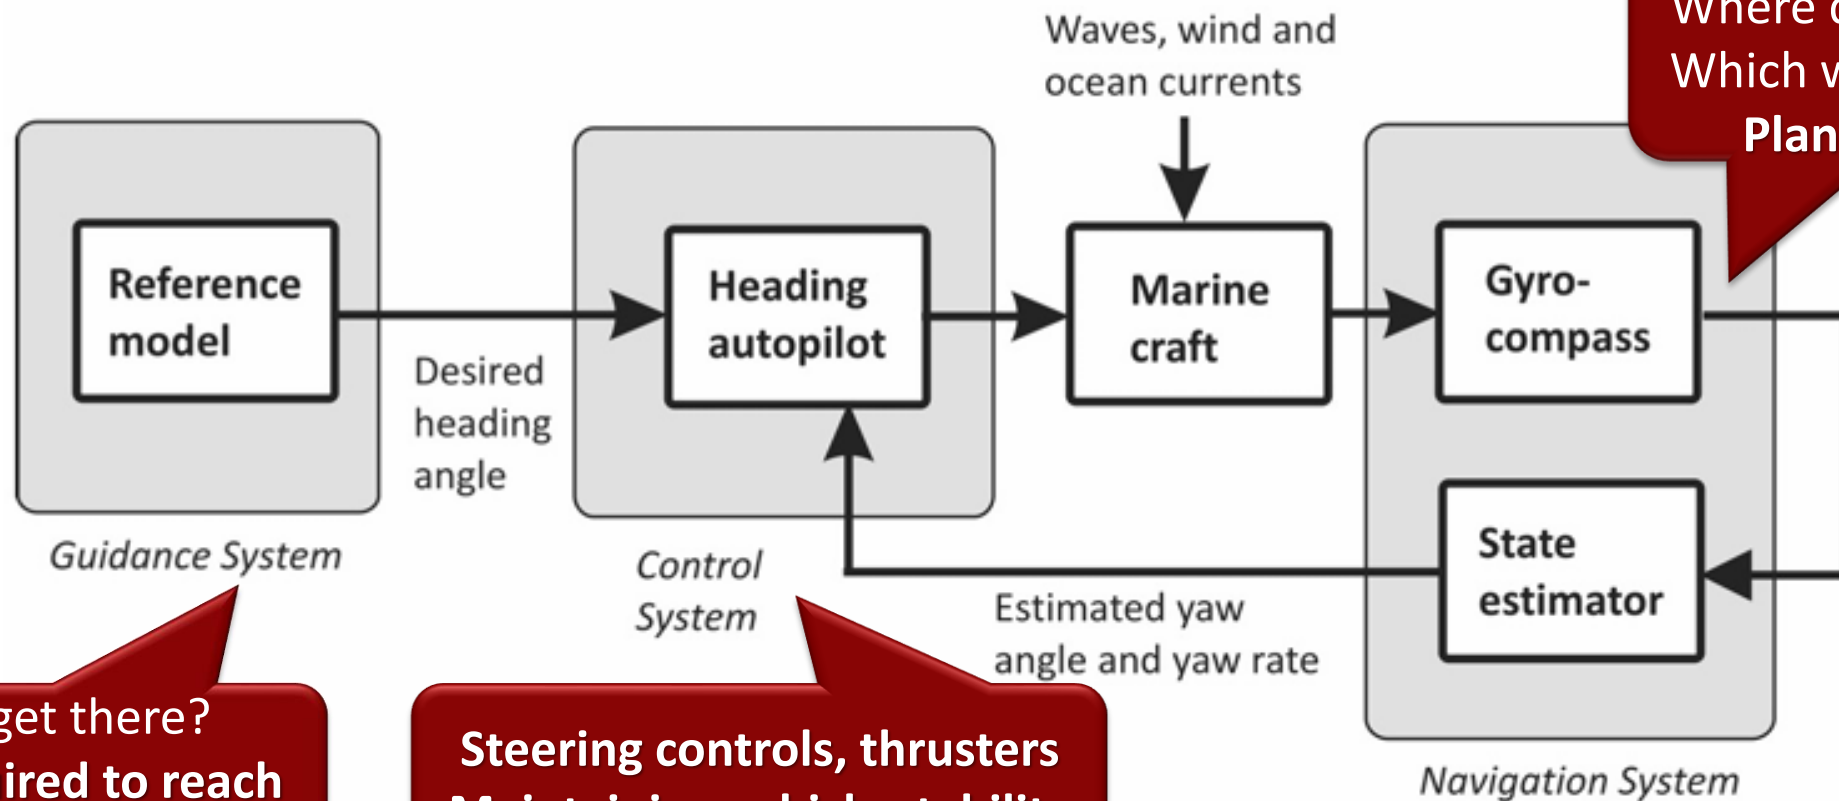 Waves, wind and
ocean currents
Where
Which
Plan
Reference
model
Heading
autopilot
Marine
craft
Gyro-
compass
Desired
heading
angle
State
estimator
Guidance System
Control
System
Estimated yaw
angle and yaw rate
get there?
ired to reach
Steering controls, thrusters
Navigation System